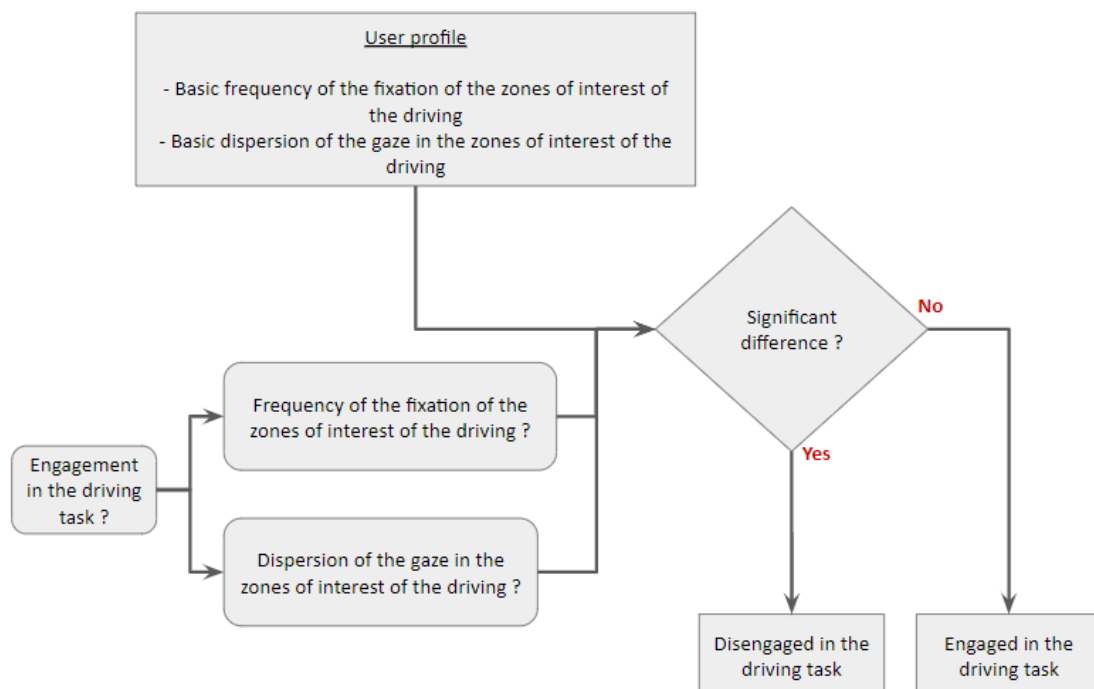 User profile
- Basic frequency of the fixation of the zones of interest of
the driving
- Basic dispersion of the gaze in the zones of interest of the
driving
Significant
difference ?
No
Yes
Frequency of the fixation of the
zones of interest of the driving ?
Engagement
in the driving
task ?
Dispersion of the gaze in the
zones of interest of the driving ?
Disengaged in the
driving task
Engaged in the
driving task